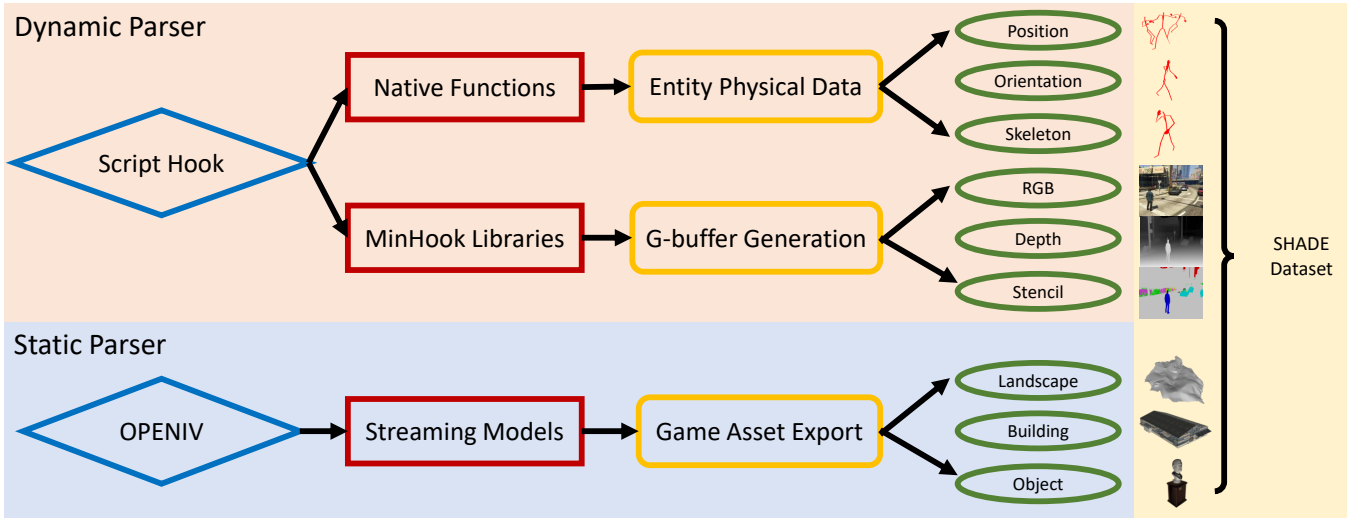 Dynamic Parser
Script Hook
Native Functions
Entity Physical Data
Position
Orientation
Skeleton
MinHook Libraries
G-buffer Generation
RGB
Depth
Stencil
Static Parser
OPENIV
Streaming Models
Game Asset Export
Landscape
Building
Object
SHADE
Dataset